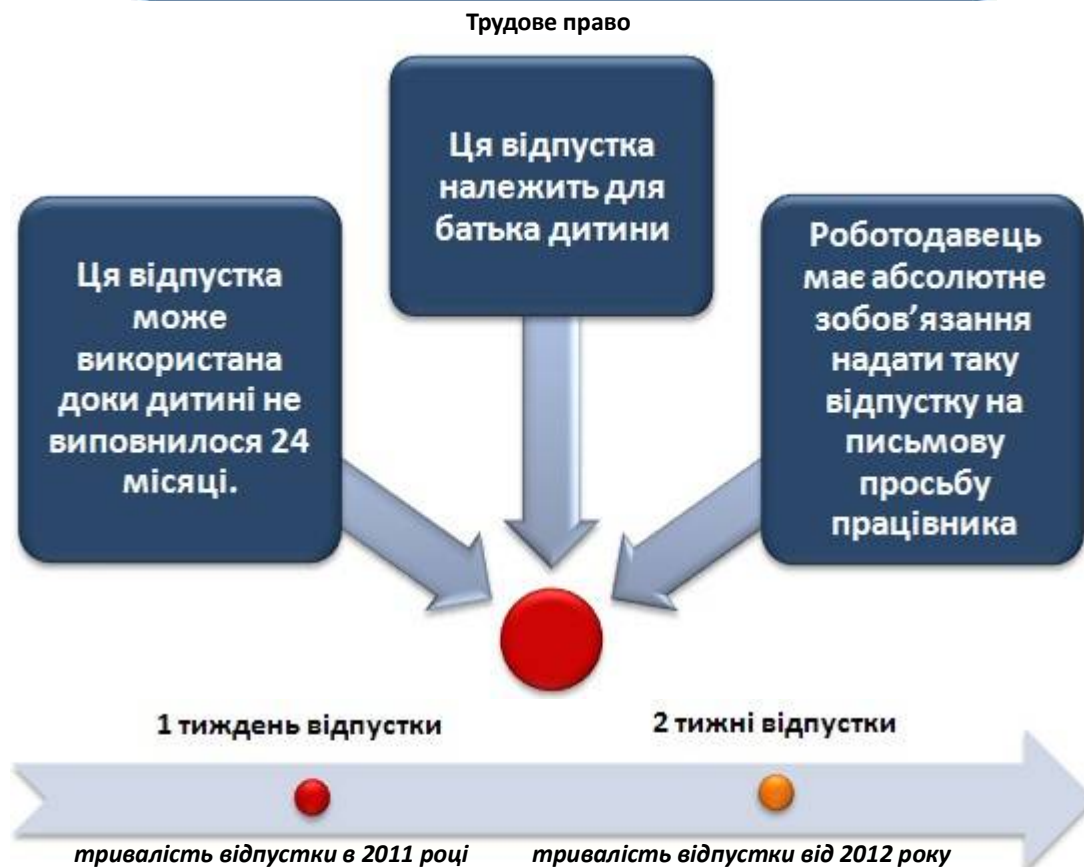 Трудове право
Ця відпустка
може
використана
доки дитині не
виповнилося 24
місяці.
Ця відпустка
належить для
батька дитини
Роботодавець
має абсолютне
зобов’язання
надати таку
відпустку на
письмову
просьбу
працівника
1 тиждень відпустки
2 тижні відпустки
тривалість відпустки в 2011 році
тривалість відпустки від 2012 року